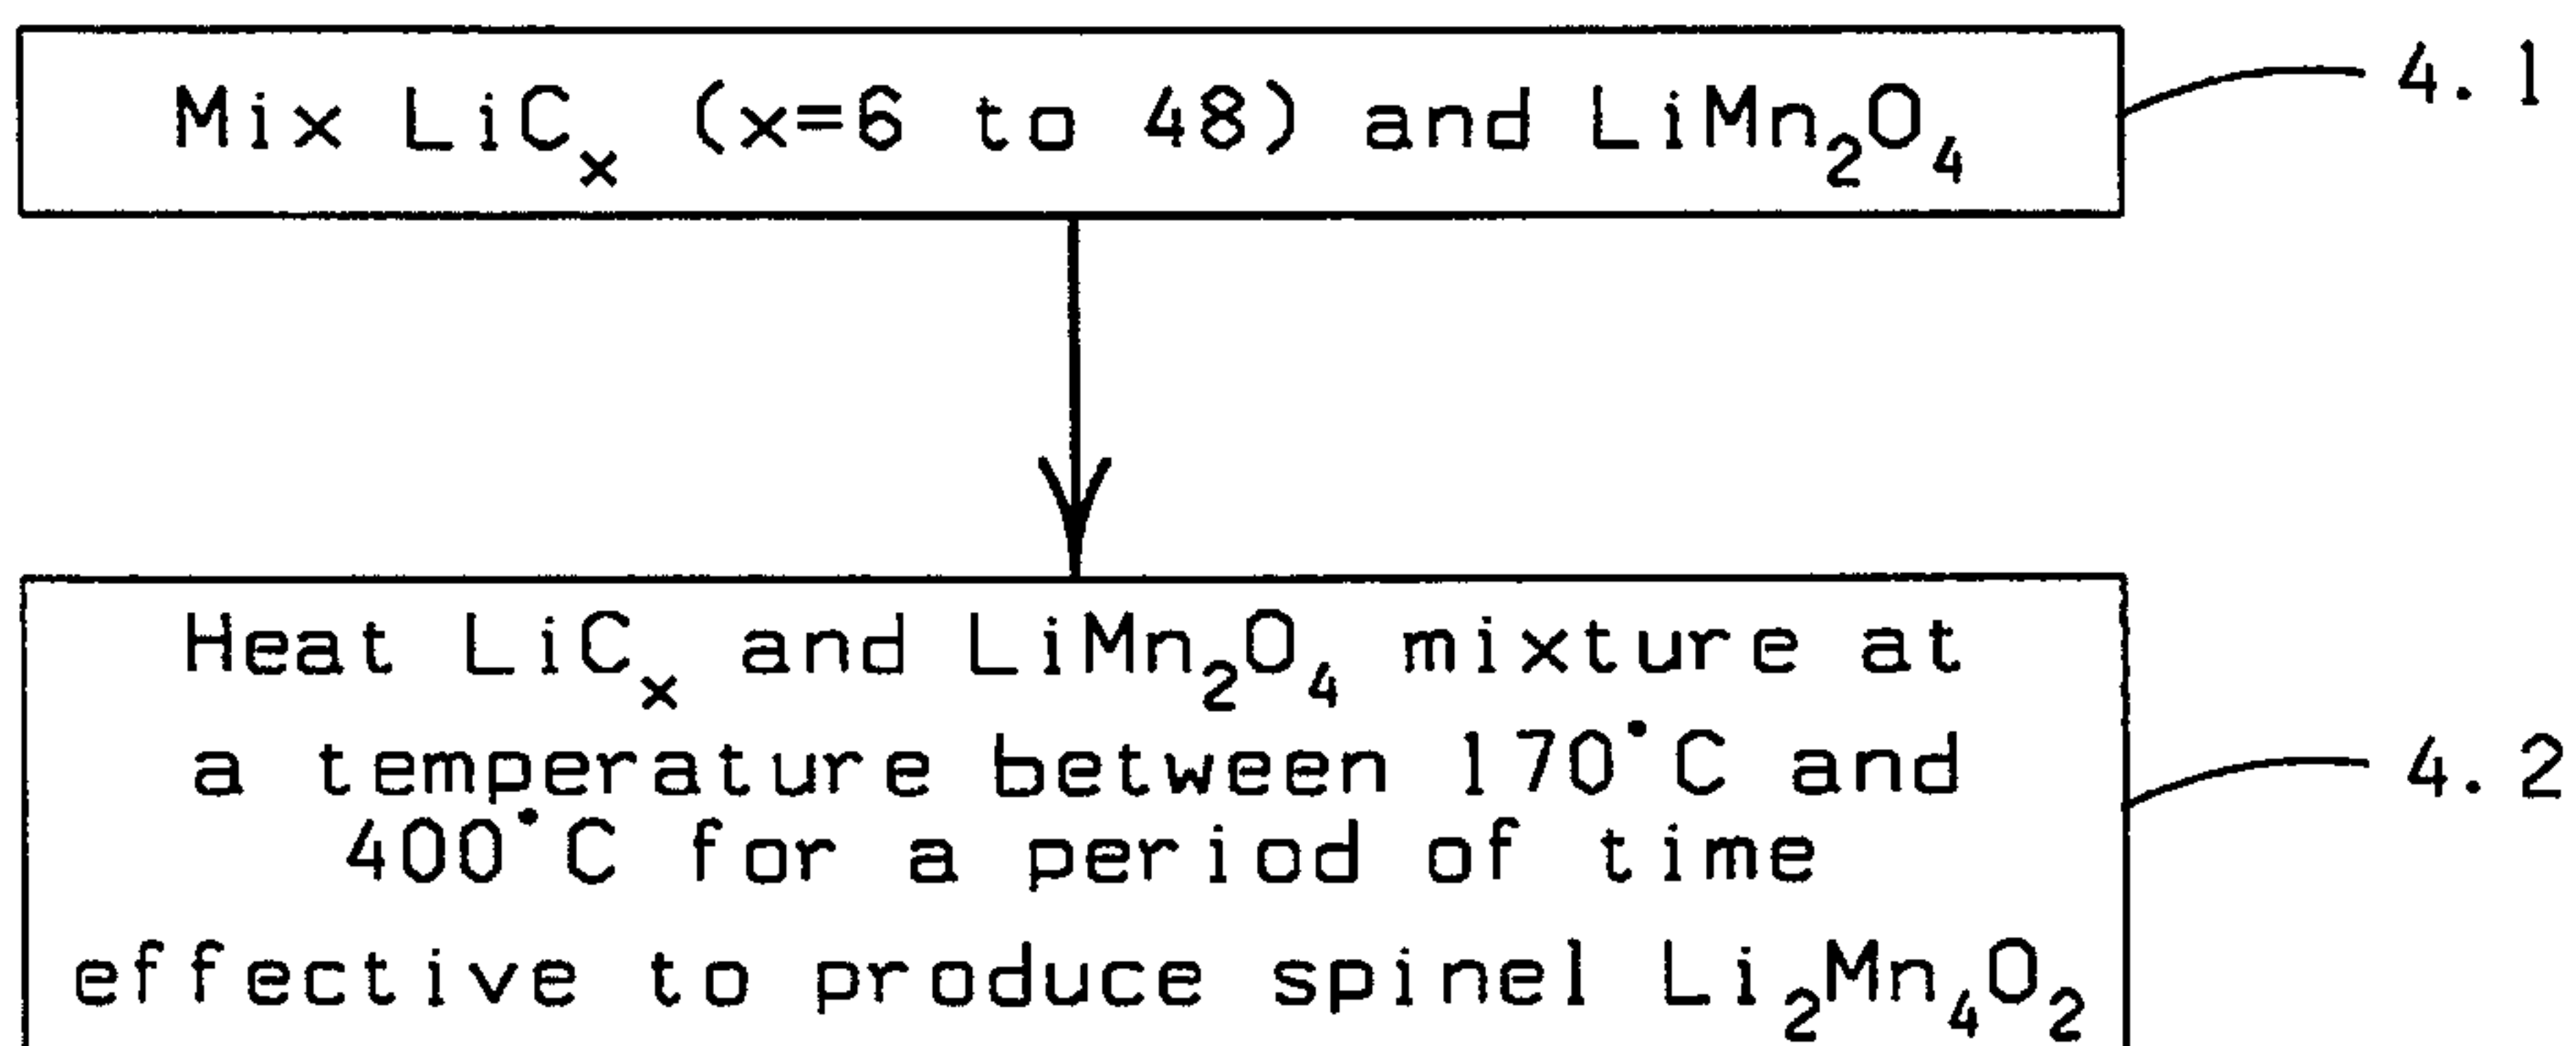 Mix LiCₓ (x=6 to 48) and LiMn₂O₄
4.1
Heat LiCₓ and LiMn₂O₄ mixture at
a temperature between 170°C and
400°C for a period of time
effective to produce spinel Li₂Mn₄O₂
4.2